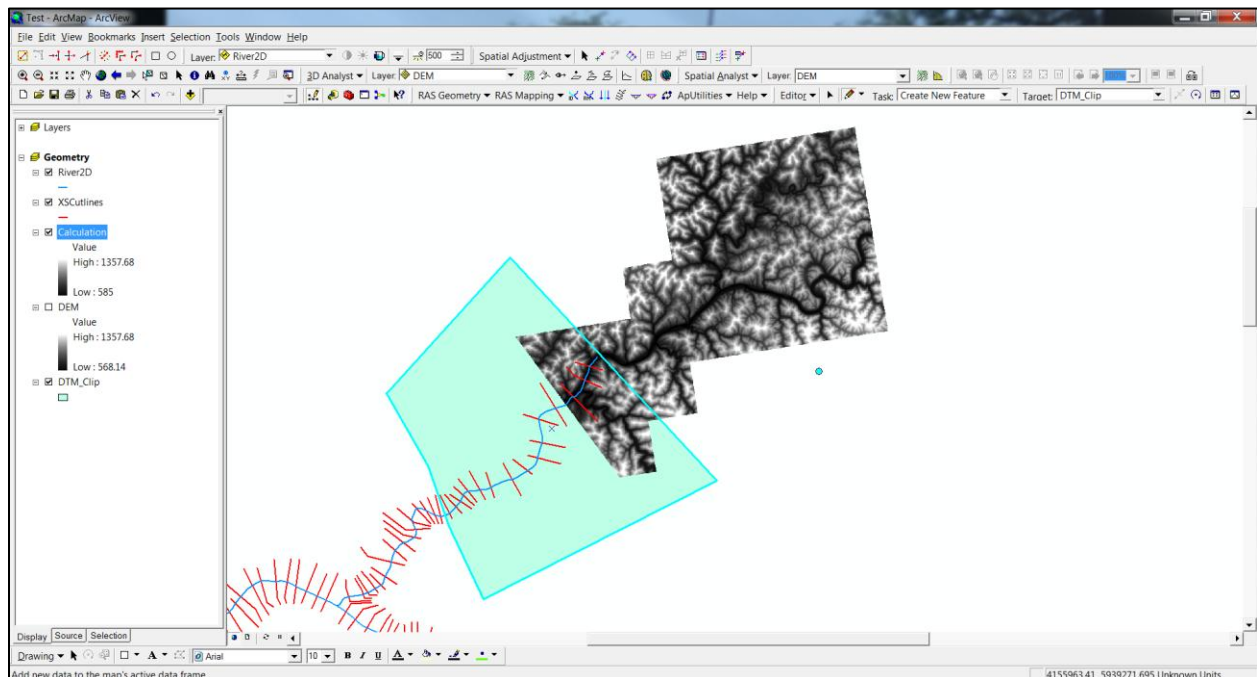 Test - ArcMap - ArcView
File Edit View Bookmarks Insert Selection Tools Window Help
Layer: River2D 500 Spatial Adjustment
3D Analyst Layer: DEM Spatial Analyst Layer: DEM
RAS Geometry RAS Mapping ApUtilities Help Editor Task: Create New Feature Target: DTM_Clip
Layers
Geometry
River2D
XSCutlines
Calculation
Value
High : 1357.68
Low : 585
DEM
Value
High : 1357.68
Low : 568.14
DTM_Clip
Display Source Selection
Drawing A Arial 10 B I U A
Add new data to the map's active data frame
4155963.41 5939271.695 Unknown Units